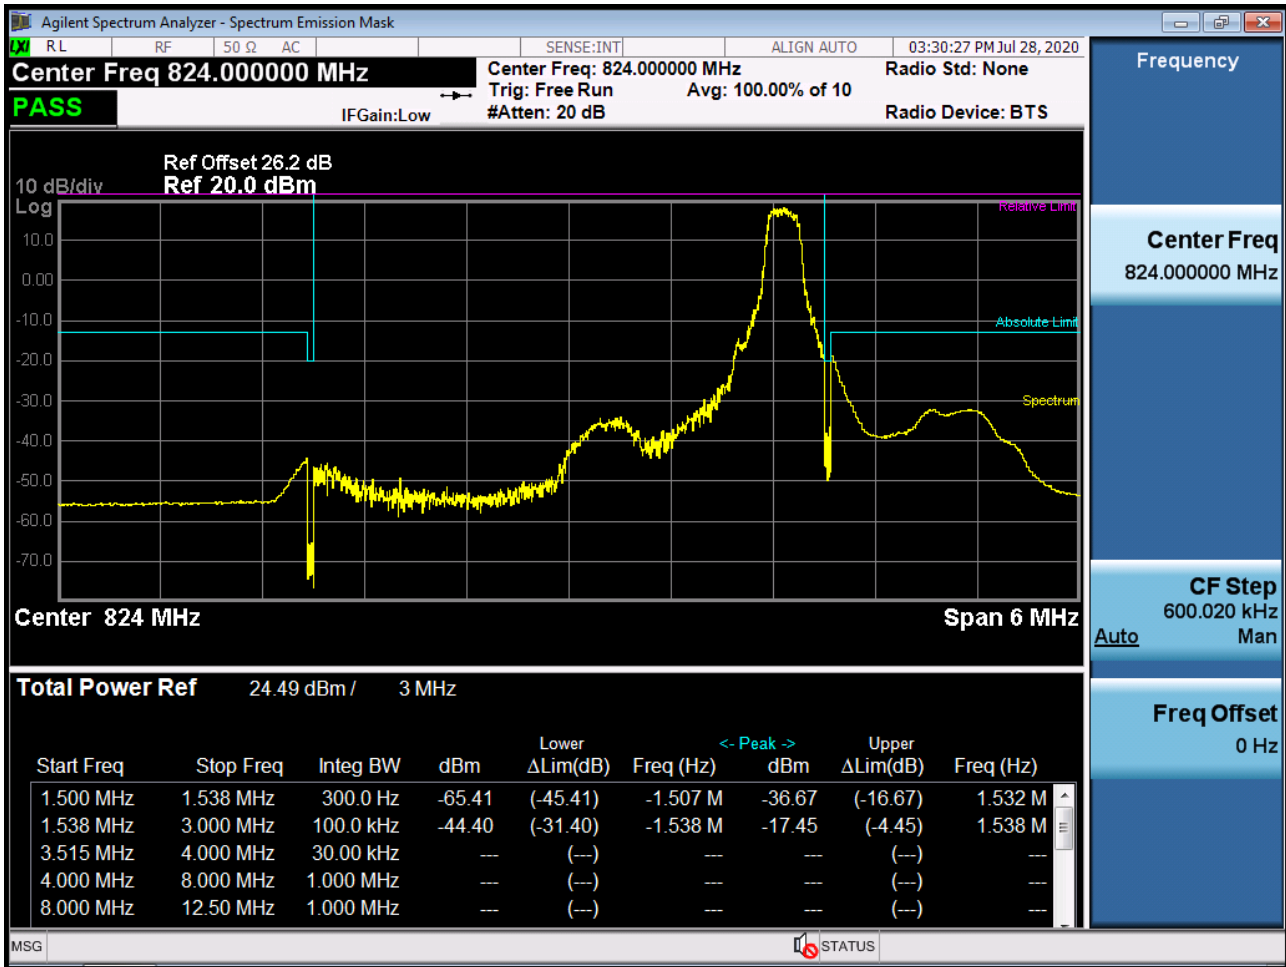 Agilent Spectrum Analyzer - Spectrum Emission Mask
LXI RL RF 50 Ω AC SENSE:INT ALIGN AUTO 03:30:27 PM Jul 28, 2020
Center Freq 824.000000 MHz
PASS
IFGain:Low
Center Freq: 824.000000 MHz
Trig: Free Run Avg: 100.00% of 10
#Atten: 20 dB
Radio Std: None
Radio Device: BTS
Ref Offset 26.2 dB
10 dB/div Ref 20.0 dBm
Log
Relative Limit
10.0
0.00
-10.0
Absolute Limit
-20.0
-30.0
Spectrum
-40.0
-50.0
-60.0
-70.0
Center 824 MHz Span 6 MHz
Total Power Ref 24.49 dBm / 3 MHz
Lower <- Peak -> Upper
Start Freq Stop Freq Integ BW dBm ΔLim(dB) Freq (Hz) dBm ΔLim(dB) Freq (Hz)
1.500 MHz 1.538 MHz 300.0 Hz -65.41 (-45.41) -1.507 M -36.67 (-16.67) 1.532 M
1.538 MHz 3.000 MHz 100.0 kHz -44.40 (-31.40) -1.538 M -17.45 (-4.45) 1.538 M
3.515 MHz 4.000 MHz 30.00 kHz --- (---) --- --- (---) ---
4.000 MHz 8.000 MHz 1.000 MHz --- (---) --- --- (---) ---
8.000 MHz 12.50 MHz 1.000 MHz --- (---) --- --- (---) ---
MSG STATUS
Frequency
Center Freq
824.000000 MHz
CF Step
600.020 kHz
Auto Man
Freq Offset
0 Hz